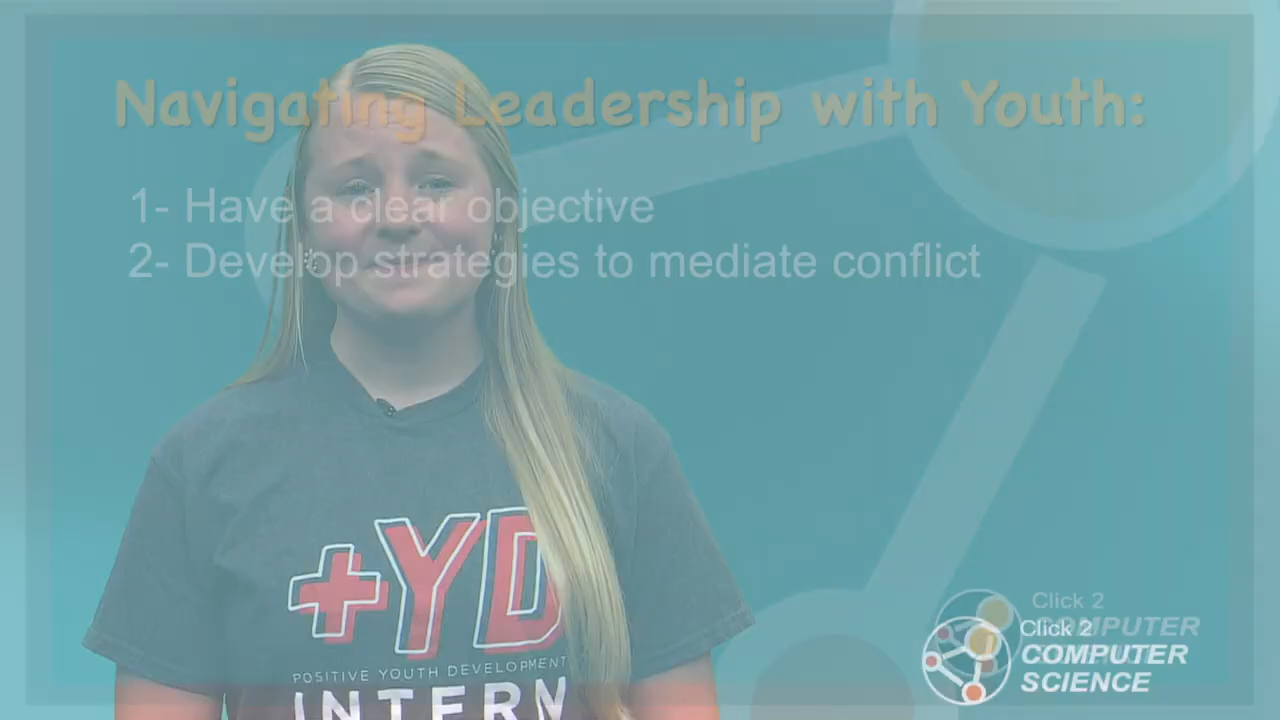 Navigating Leadership with Youth:
1- Have a clear objective
2- Develop strategies to mediate conflict
+YD
POSITIVE YOUTH DEVELOPMENT
INTERN
Click 2
COMPUTER
Click 2
COMPUTER
SCIENCE